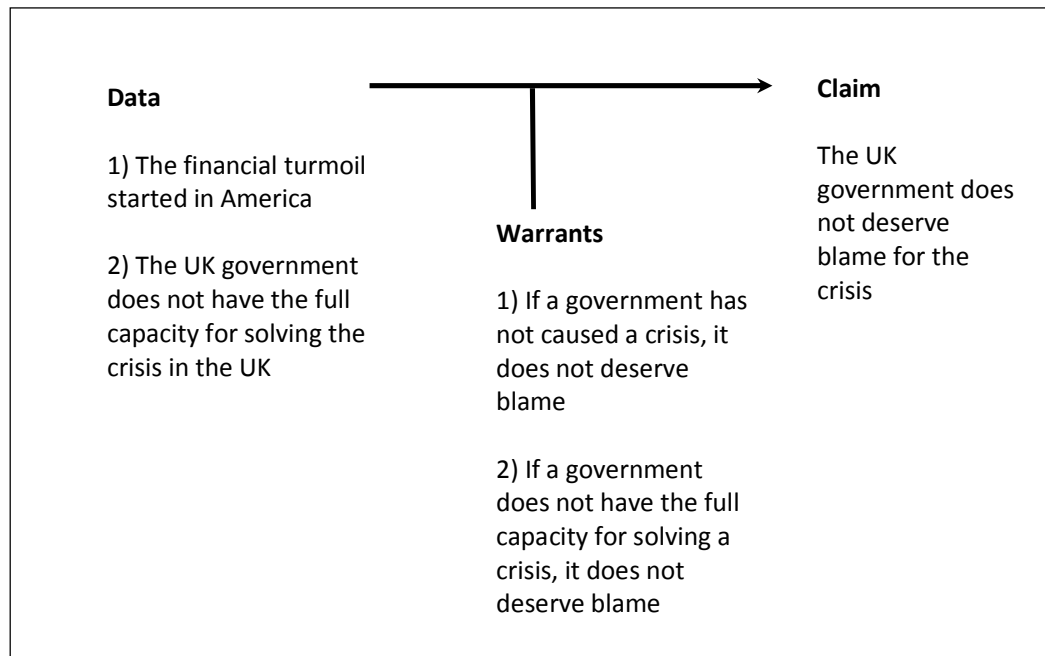 Data
1) The financial turmoil
started in America
2) The UK government
does not have the full
capacity for solving the
crisis in the UK
Warrants
1) If a government has
not caused a crisis, it
does not deserve
blame
2) If a government
does not have the full
capacity for solving a
crisis, it does not
deserve blame
Claim
The UK
government does
not deserve
blame for the
crisis